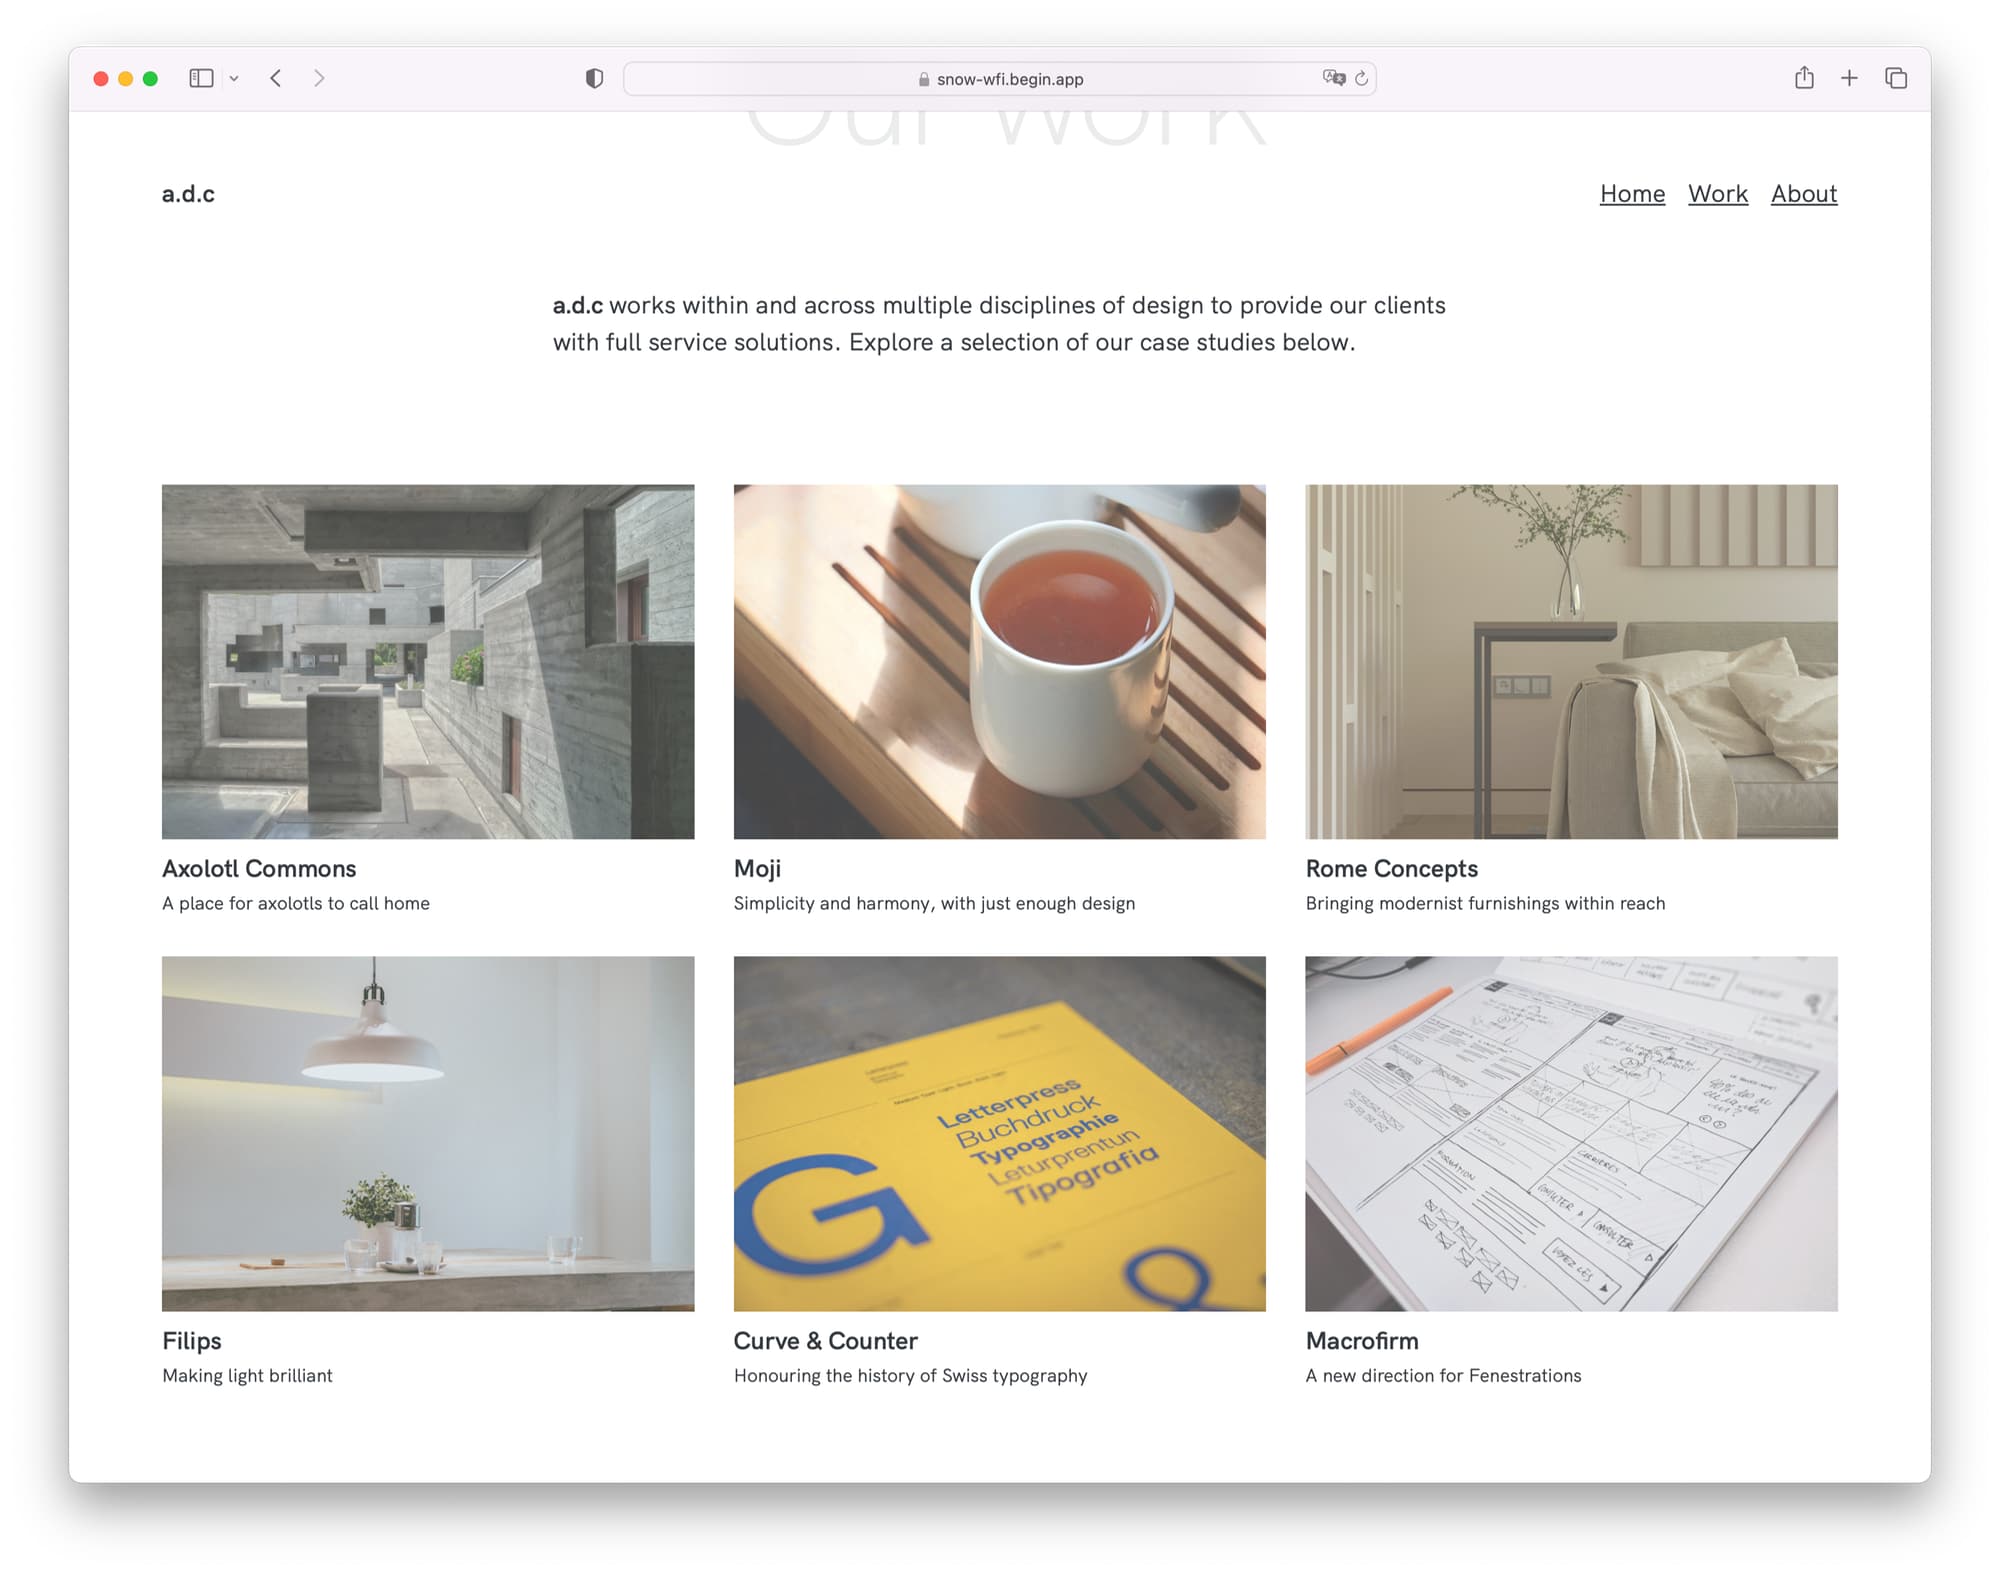 snow-wfi.begin.app
Our Work
a.d.c
Home Work About
a.d.c works within and across multiple disciplines of design to provide our clients
with full service solutions. Explore a selection of our case studies below.
Axolotl Commons
A place for axolotls to call home
Moji
Simplicity and harmony, with just enough design
Rome Concepts
Bringing modernist furnishings within reach
Letterpress
Buchdruck
Typographie
Leturprentun
Tipografia
G
&
FORMATION
CARRIÈRES
CONSULTER
Filips
Making light brilliant
Curve & Counter
Honouring the history of Swiss typography
Macrofirm
A new direction for Fenestrations